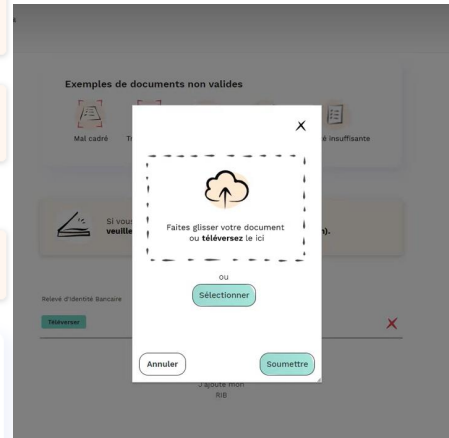 Exemples de documents non valides
Mal cadré
é insuffisante
Faites glisser votre document
ou téléversez le ici
ou
Sélectionner
Si vous
veuille
n).
Relevé d'Identité Bancaire
Téléverser
Annuler
Soumettre
J'ajoute mon
RIB